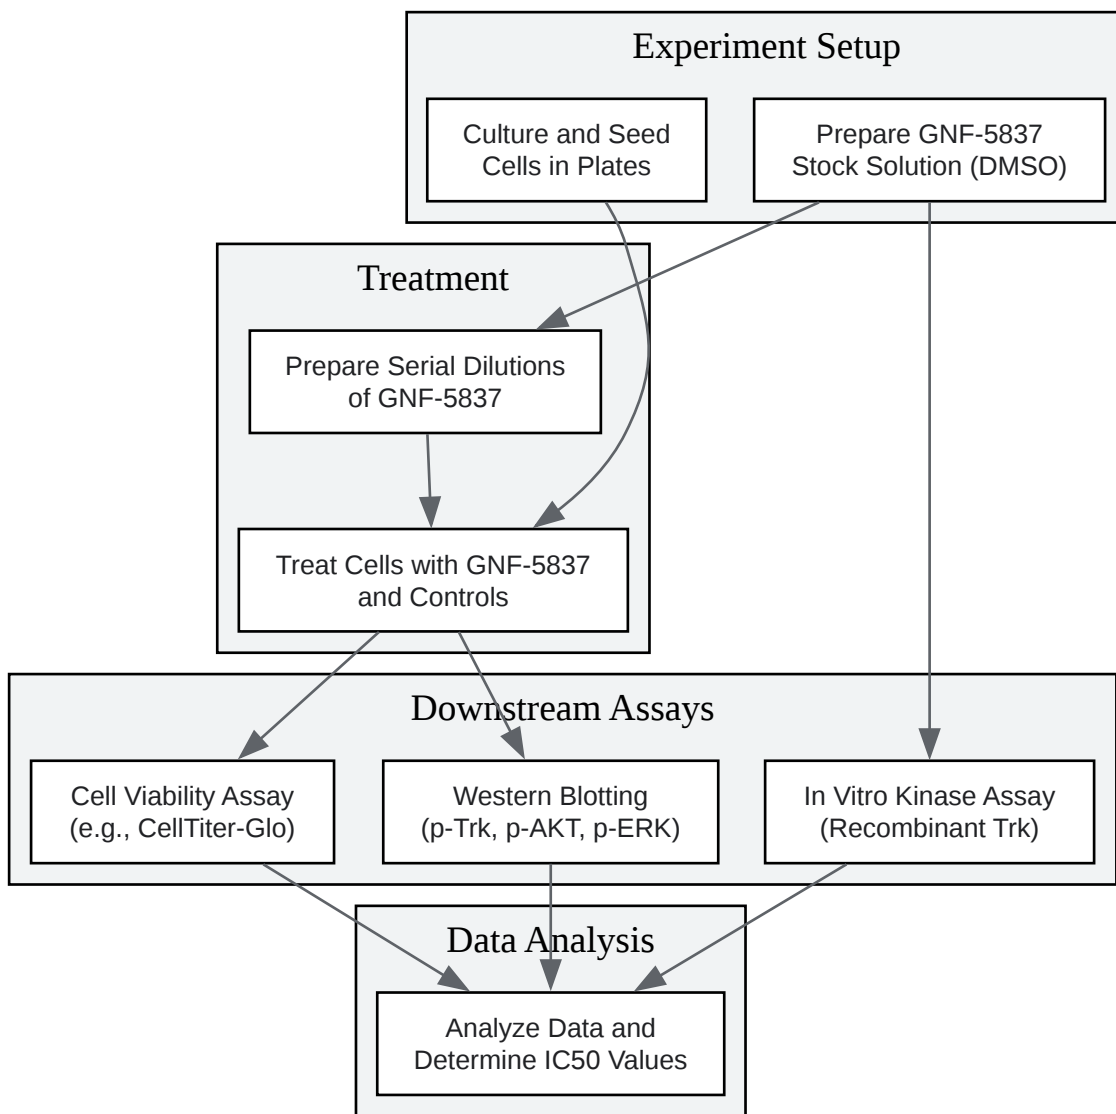 Experiment Setup
Culture and Seed
Cells in Plates
Prepare GNF-5837
Stock Solution (DMSO)
Treatment
Prepare Serial Dilutions
of GNF-5837
Treat Cells with GNF-5837
and Controls
Downstream Assays
Cell Viability Assay
(e.g., CellTiter-Glo)
Western Blotting
(p-Trk, p-AKT, p-ERK)
In Vitro Kinase Assay
(Recombinant Trk)
Data Analysis
Analyze Data and
Determine IC50 Values